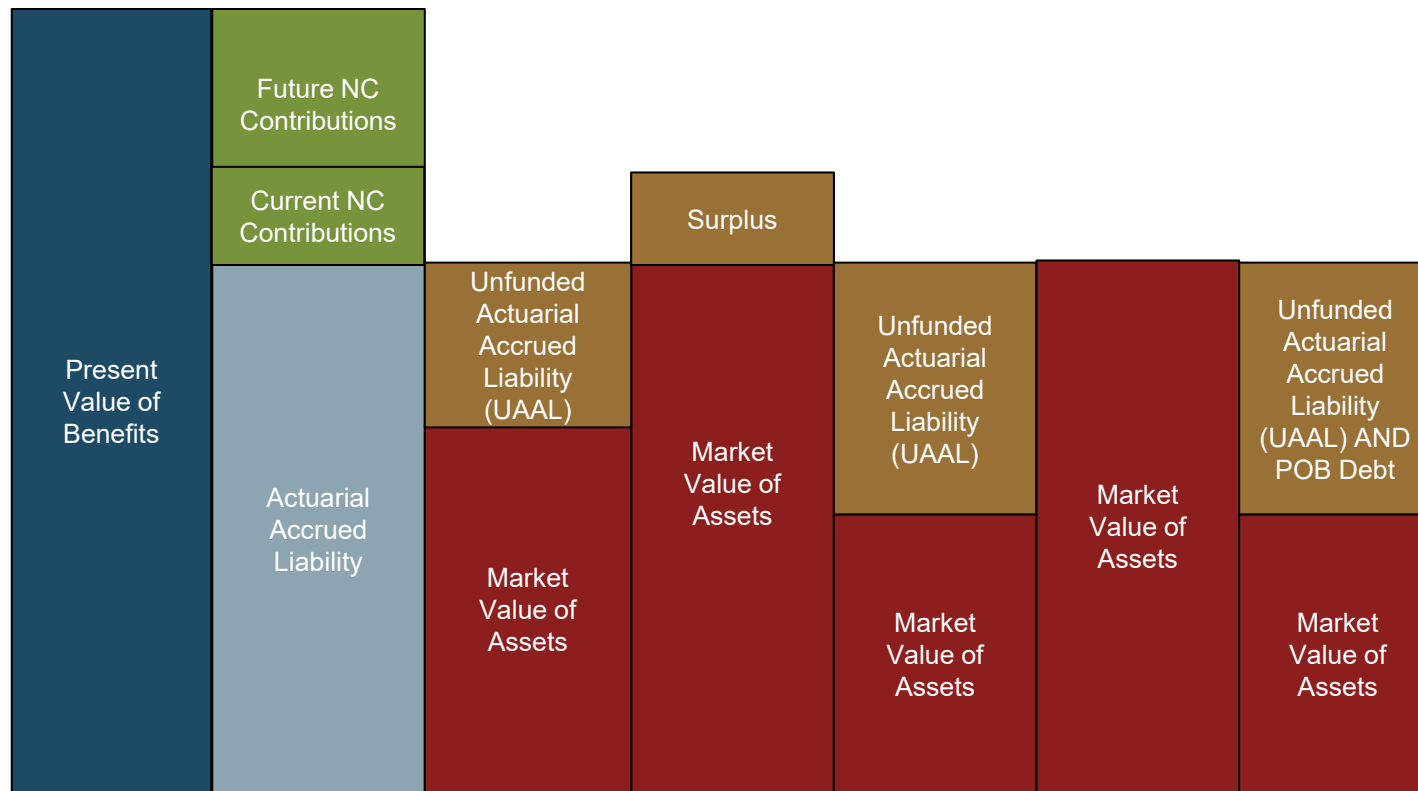 Present
Value of
Benefits
Future NC
Contributions
Current NC
Contributions
Actuarial
Accrued
Liability
Unfunded
Actuarial
Accrued
Liability
(UAAL)
Market
Value of
Assets
Surplus
Market
Value of
Assets
Unfunded
Actuarial
Accrued
Liability
(UAAL)
Market
Value of
Assets
Market
Value of
Assets
Unfunded
Actuarial
Accrued
Liability
(UAAL) AND
POB Debt
Market
Value of
Assets